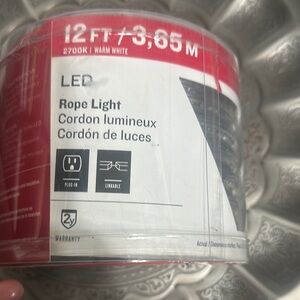 12 FT / 3,65 M
2700K | WARM WHITE
LED
Rope Light
Cordon lumineux
Cordón de luces
PLUG-IN
LINKABLE
2y
WARRANTY